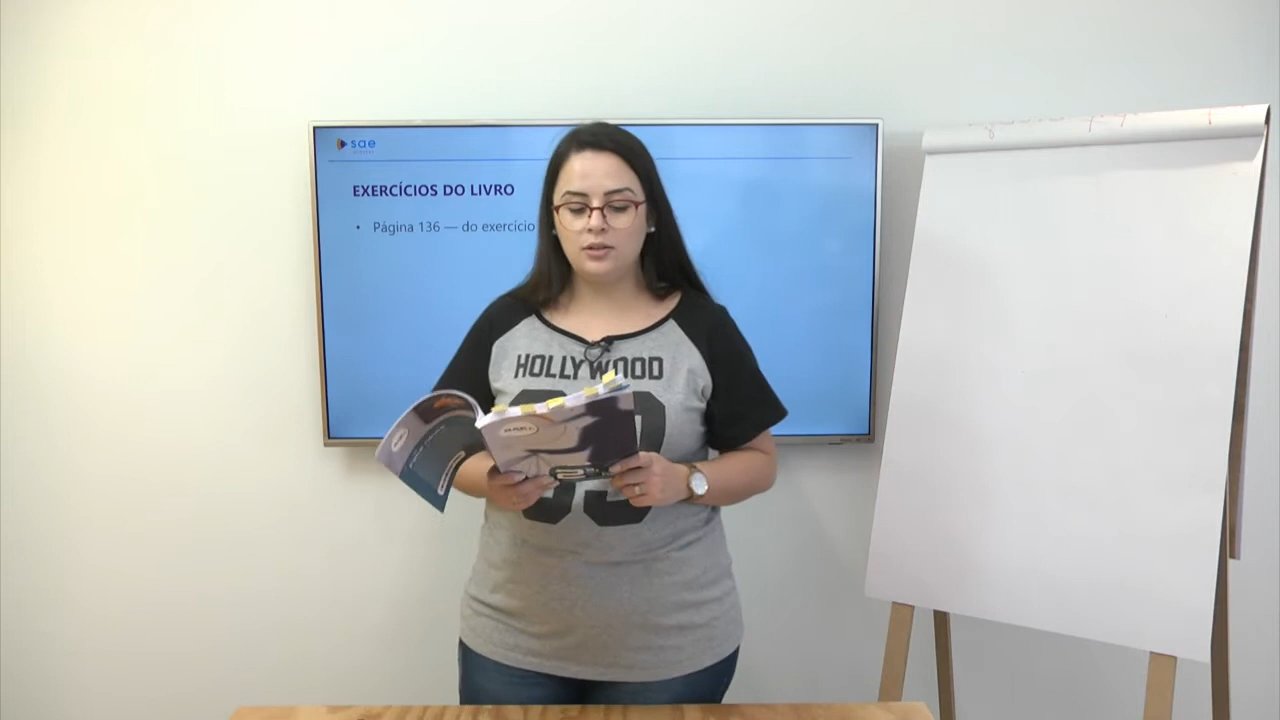 sae
EXERCÍCIOS DO LIVRO
• Página 136 — do exercício
HOLLYWOOD